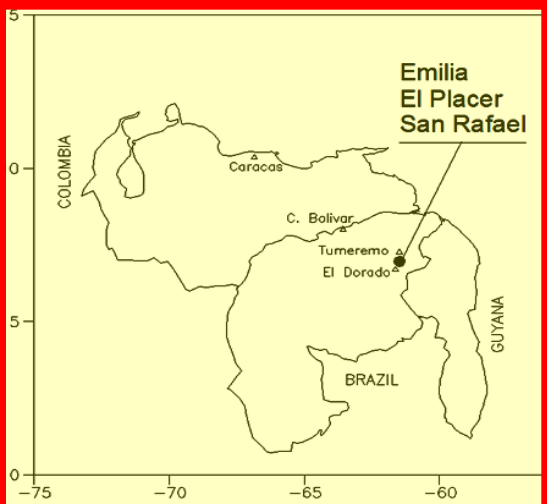 5
Emilia
El Placer
San Rafael
COLOMBIA
0
Caracas
C. Bolivar
Tumeremo
El Dorado
5
GUYANA
BRAZIL
0
-75
-70
-65
-60